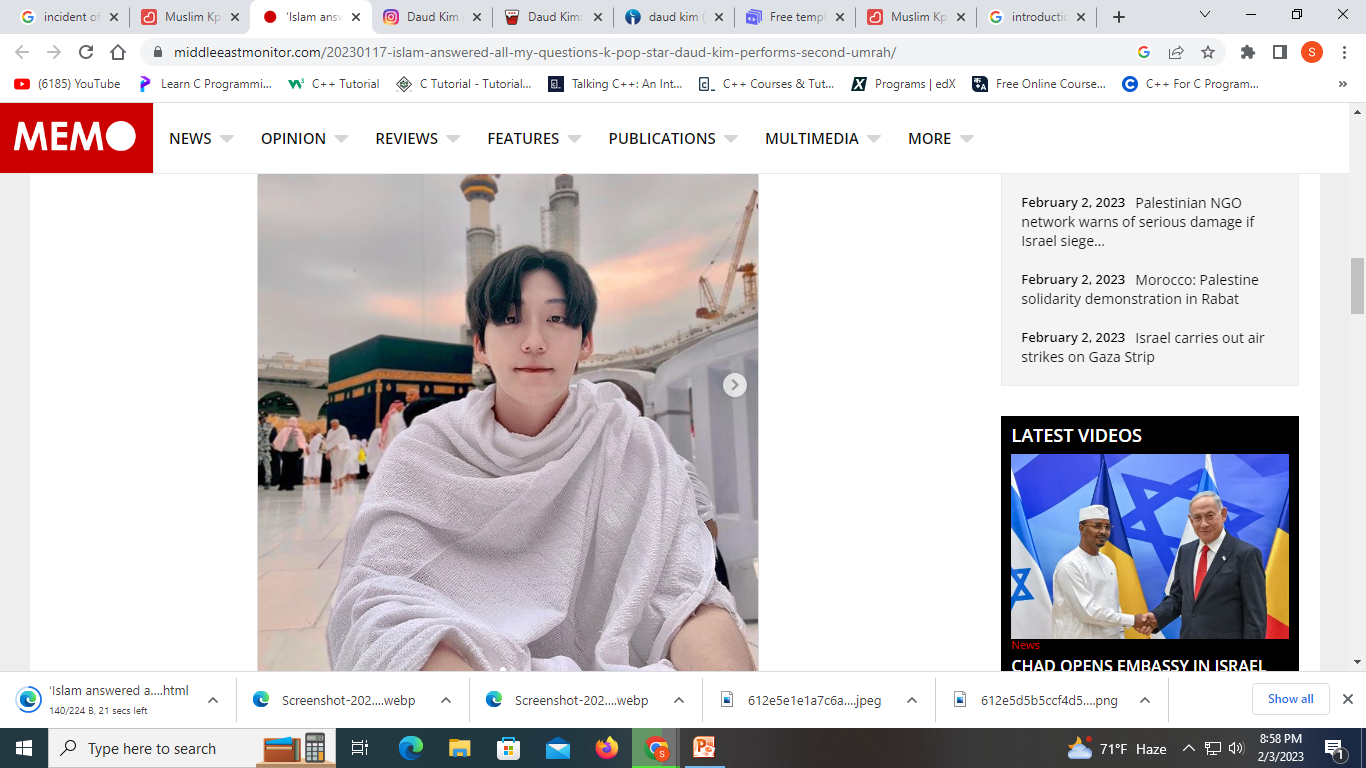 incident of
Muslim Kp
'Islam ans
Daud Kim
Daud Kim:
daud kim (
Free templ
Muslim Kp
introductio
middleeastmonitor.com/20230117-islam-answered-all-my-questions-k-pop-star-daud-kim-performs-second-umrah/
S
(6185) YouTube
Learn C Programmi...
C++ Tutorial
C Tutorial - Tutorial...
Talking C++: An Int...
C++ Courses & Tut...
Programs | edX
Free Online Course...
C++ For C Program...
»
MEMO
NEWS
OPINION
REVIEWS
FEATURES
PUBLICATIONS
MULTIMEDIA
MORE
February 2, 2023 Palestinian NGO
network warns of serious damage if
Israel siege...
February 2, 2023 Morocco: Palestine
solidarity demonstration in Rabat
February 2, 2023 Israel carries out air
strikes on Gaza Strip
LATEST VIDEOS
News
CHAD OPENS EMBASSY IN ISRAEL
'Islam answered a....html
140/224 B, 21 secs left
Screenshot-202....webp
Screenshot-202....webp
612e5e1e1a7c6a....jpeg
612e5d5b5ccf4d5....png
Show all
Type here to search
71°F Haze
8:58 PM
2/3/2023
1